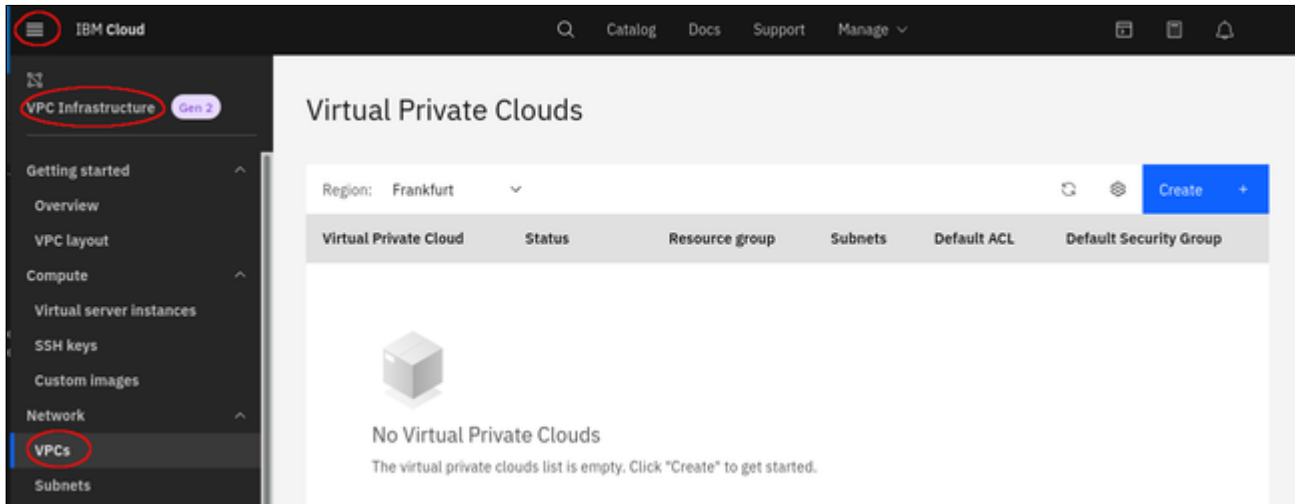 IBM Cloud Catalog Docs Support Manage
VPC Infrastructure Gen 2
Getting started
Overview
VPC layout
Compute
Virtual server instances
SSH keys
Custom images
Network
VPCs
Subnets
Virtual Private Clouds
Region: Frankfurt Create +
Virtual Private Cloud Status Resource group Subnets Default ACL Default Security Group
No Virtual Private Clouds
The virtual private clouds list is empty. Click "Create" to get started.